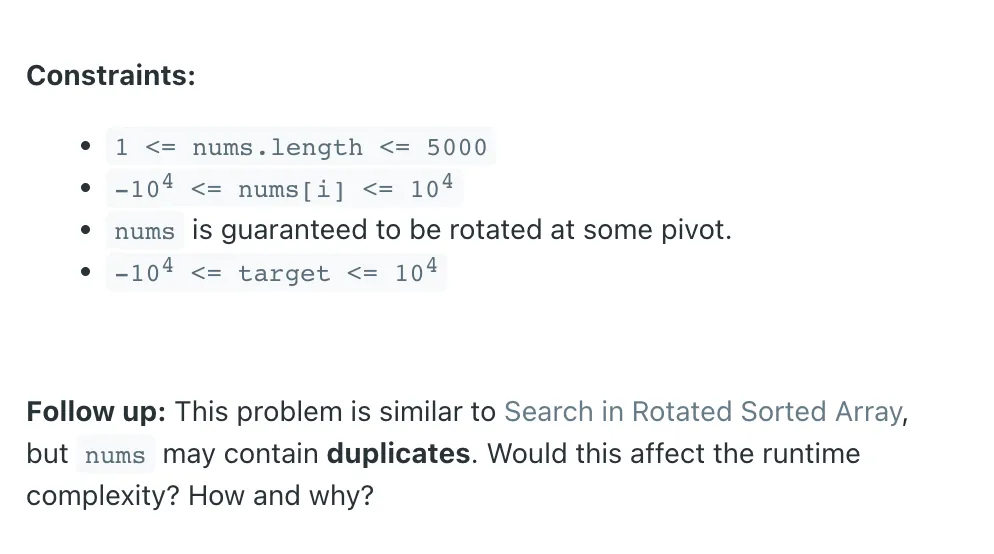 Constraints:
• 1 <= nums.length <= 5000
• -10⁴ <= nums[i] <= 10⁴
• nums is guaranteed to be rotated at some pivot.
• -10⁴ <= target <= 10⁴
Follow up: This problem is similar to Search in Rotated Sorted Array,
but nums may contain duplicates. Would this affect the runtime
complexity? How and why?